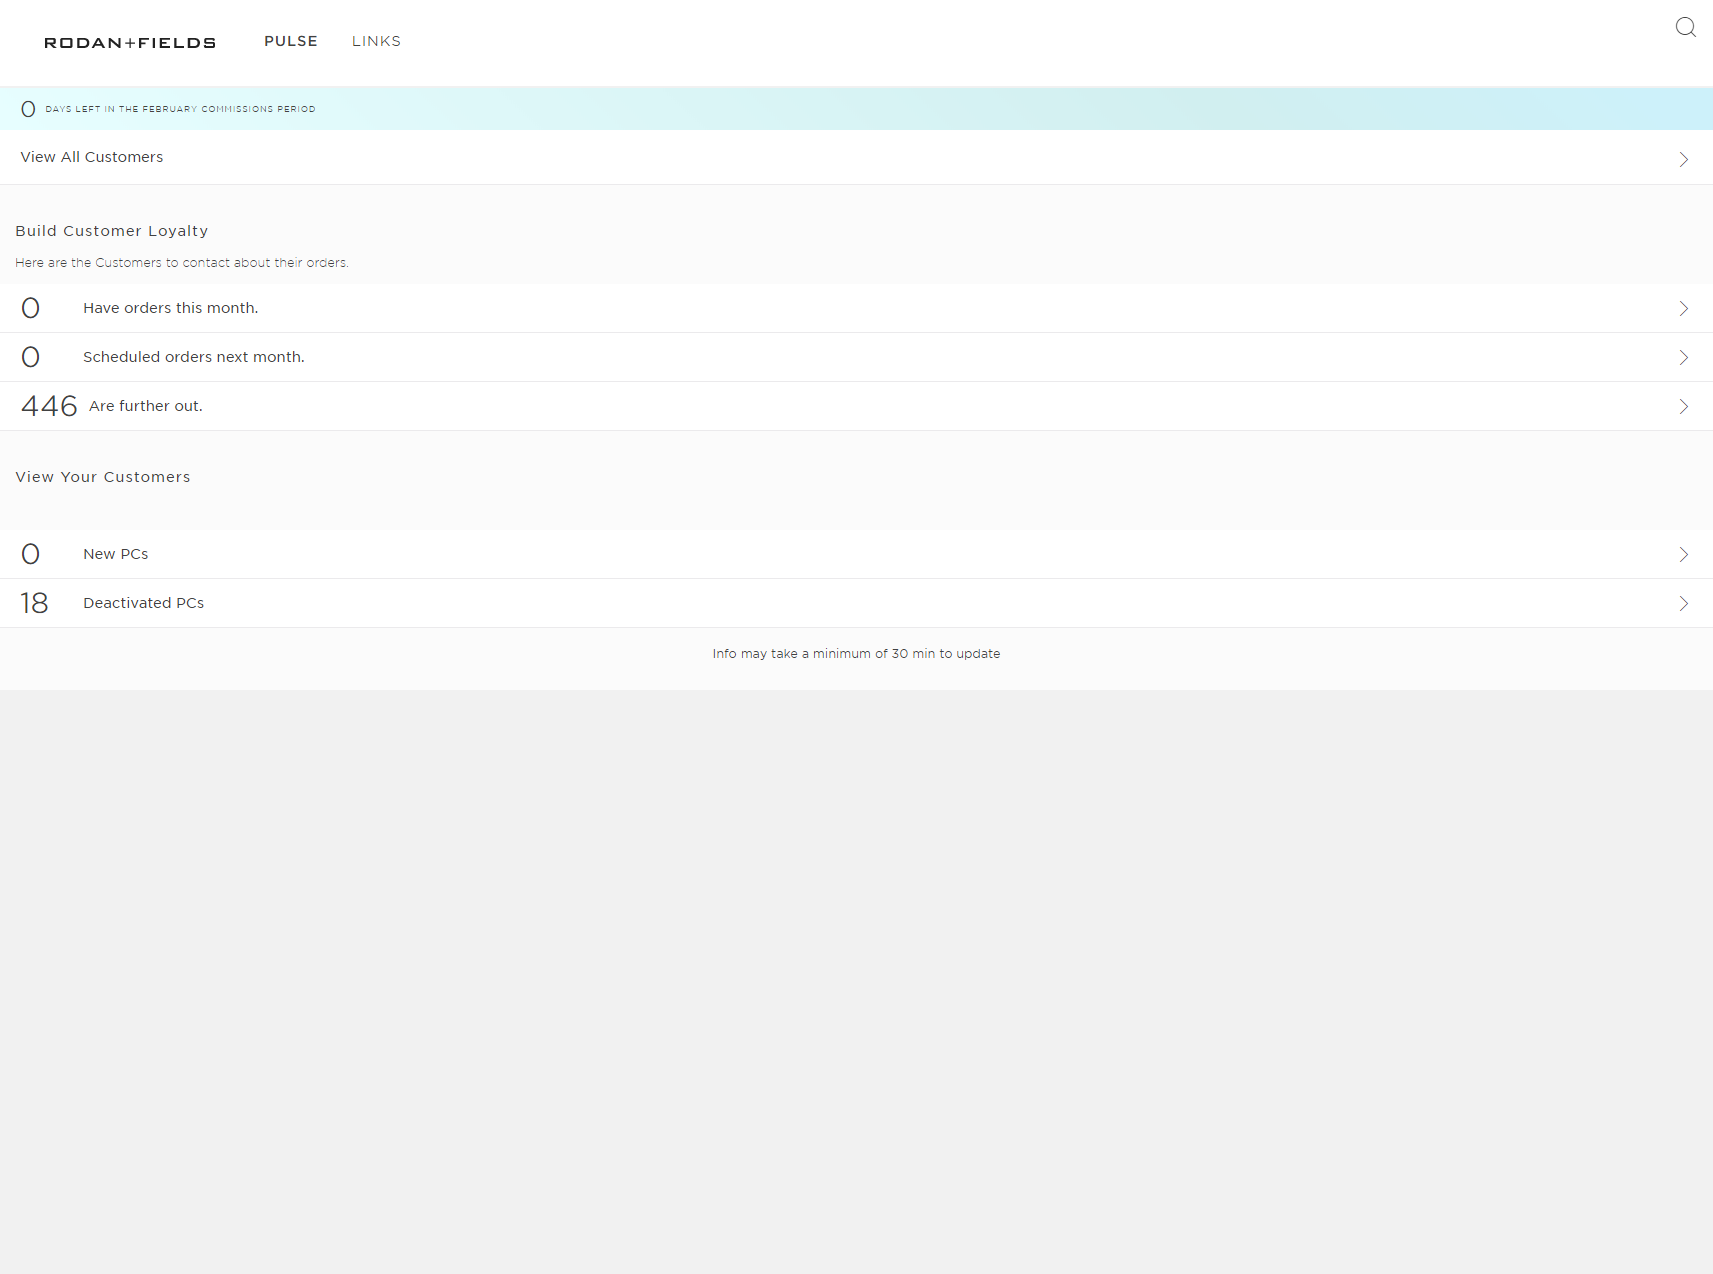 RODAN+FIELDS PULSE LINKS
0 DAYS LEFT IN THE FEBRUARY COMMISSIONS PERIOD
View All Customers
Build Customer Loyalty
Here are the Customers to contact about their orders.
0 Have orders this month.
0 Scheduled orders next month.
446 Are further out.
View Your Customers
0 New PCs
18 Deactivated PCs
Info may take a minimum of 30 min to update